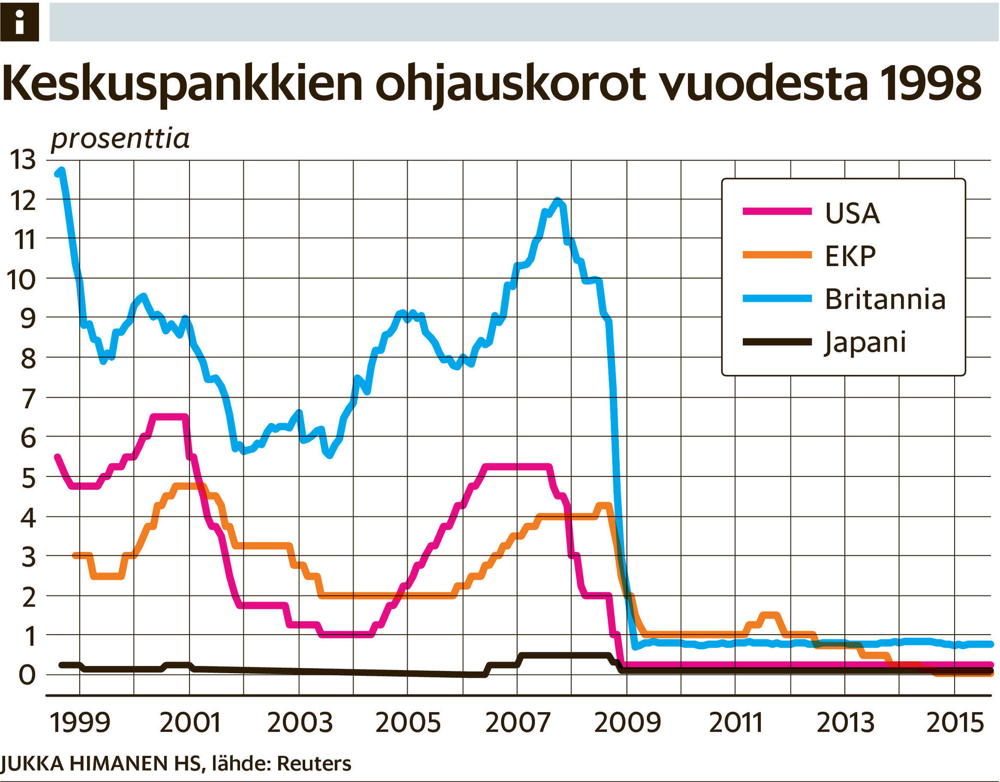 i
Keskuspankkien ohjauskorot vuodesta 1998
prosenttia
13
12
11
10
9
8
7
6
5
4
3
2
1
0
USA
EKP
Britannia
Japani
1999 2001 2003 2005 2007 2009 2011 2013 2015
JUKKA HIMANEN HS, lähde: Reuters